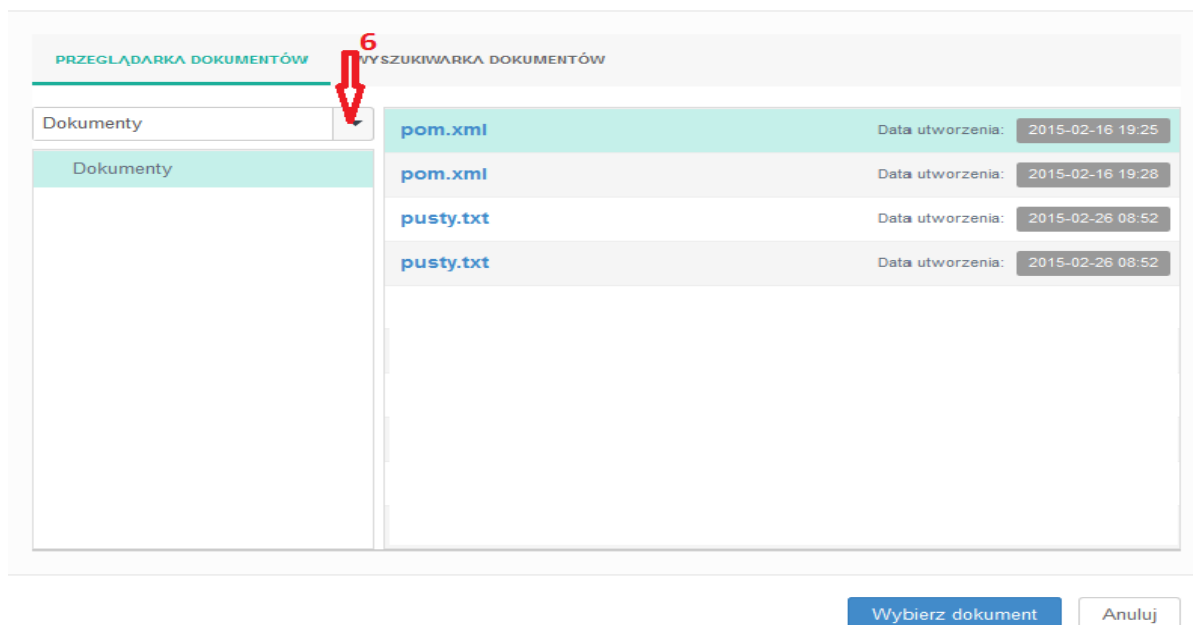 6
PRZEGLĄDARKA DOKUMENTÓW WYSZUKIWARKA DOKUMENTÓW
Dokumenty
Dokumenty
pom.xml Data utworzenia: 2015-02-16 19:25
pom.xml Data utworzenia: 2015-02-16 19:28
pusty.txt Data utworzenia: 2015-02-26 08:52
pusty.txt Data utworzenia: 2015-02-26 08:52
Wybierz dokument Anuluj